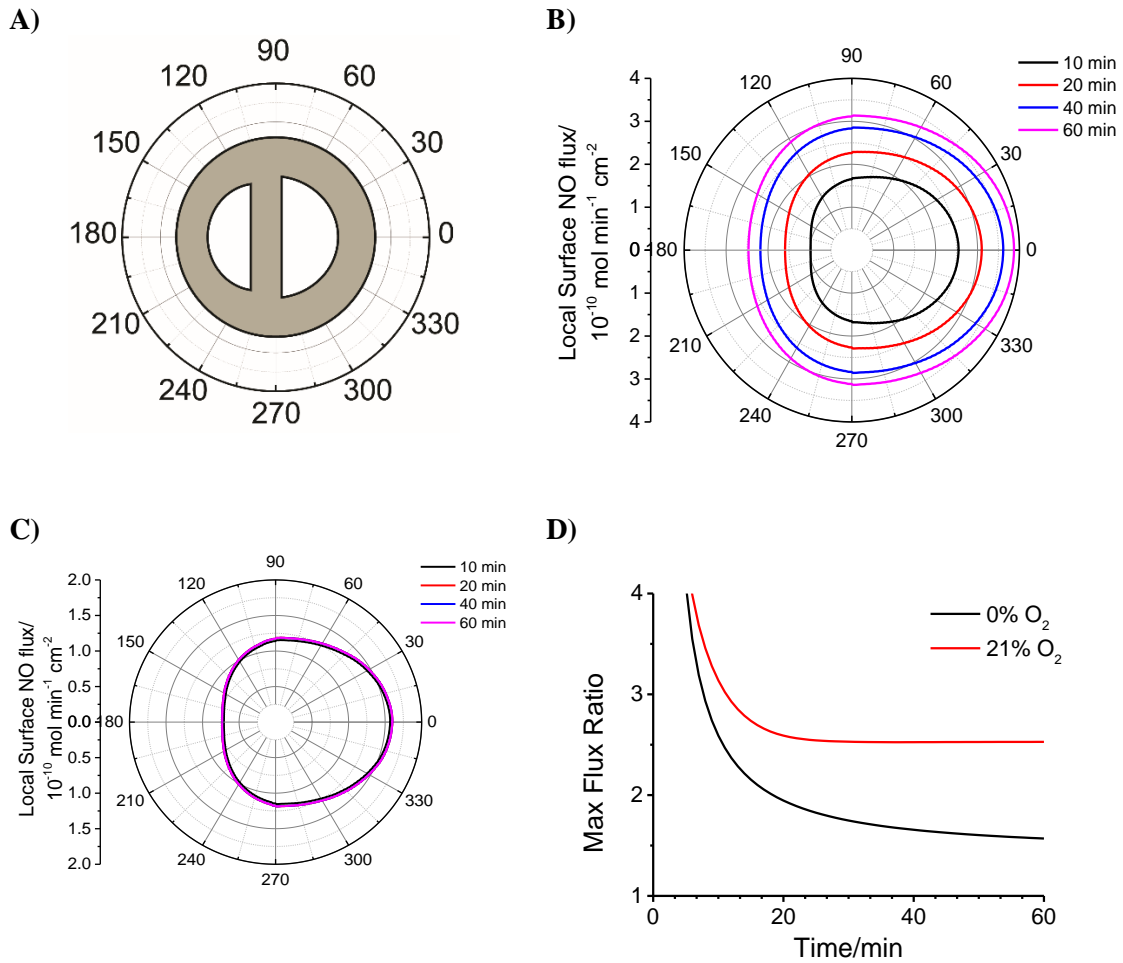 A)
90
120
60
150
30
180
0
210
330
240
300
270
B)
Local Surface NO flux/
10⁻¹⁰ mol min⁻¹ cm⁻²
4
3
2
1
0
1
2
3
4
90
120
60
150
30
180
0
210
330
240
300
270
10 min
20 min
40 min
60 min
C)
Local Surface NO flux/
10⁻¹⁰ mol min⁻¹ cm⁻²
2.0
1.5
1.0
0.5
0.0
0.5
1.0
1.5
2.0
90
120
60
150
30
180
0
210
330
240
300
270
10 min
20 min
40 min
60 min
D)
Max Flux Ratio
4
3
2
1
0% O₂
21% O₂
0 20 40 60
Time/min